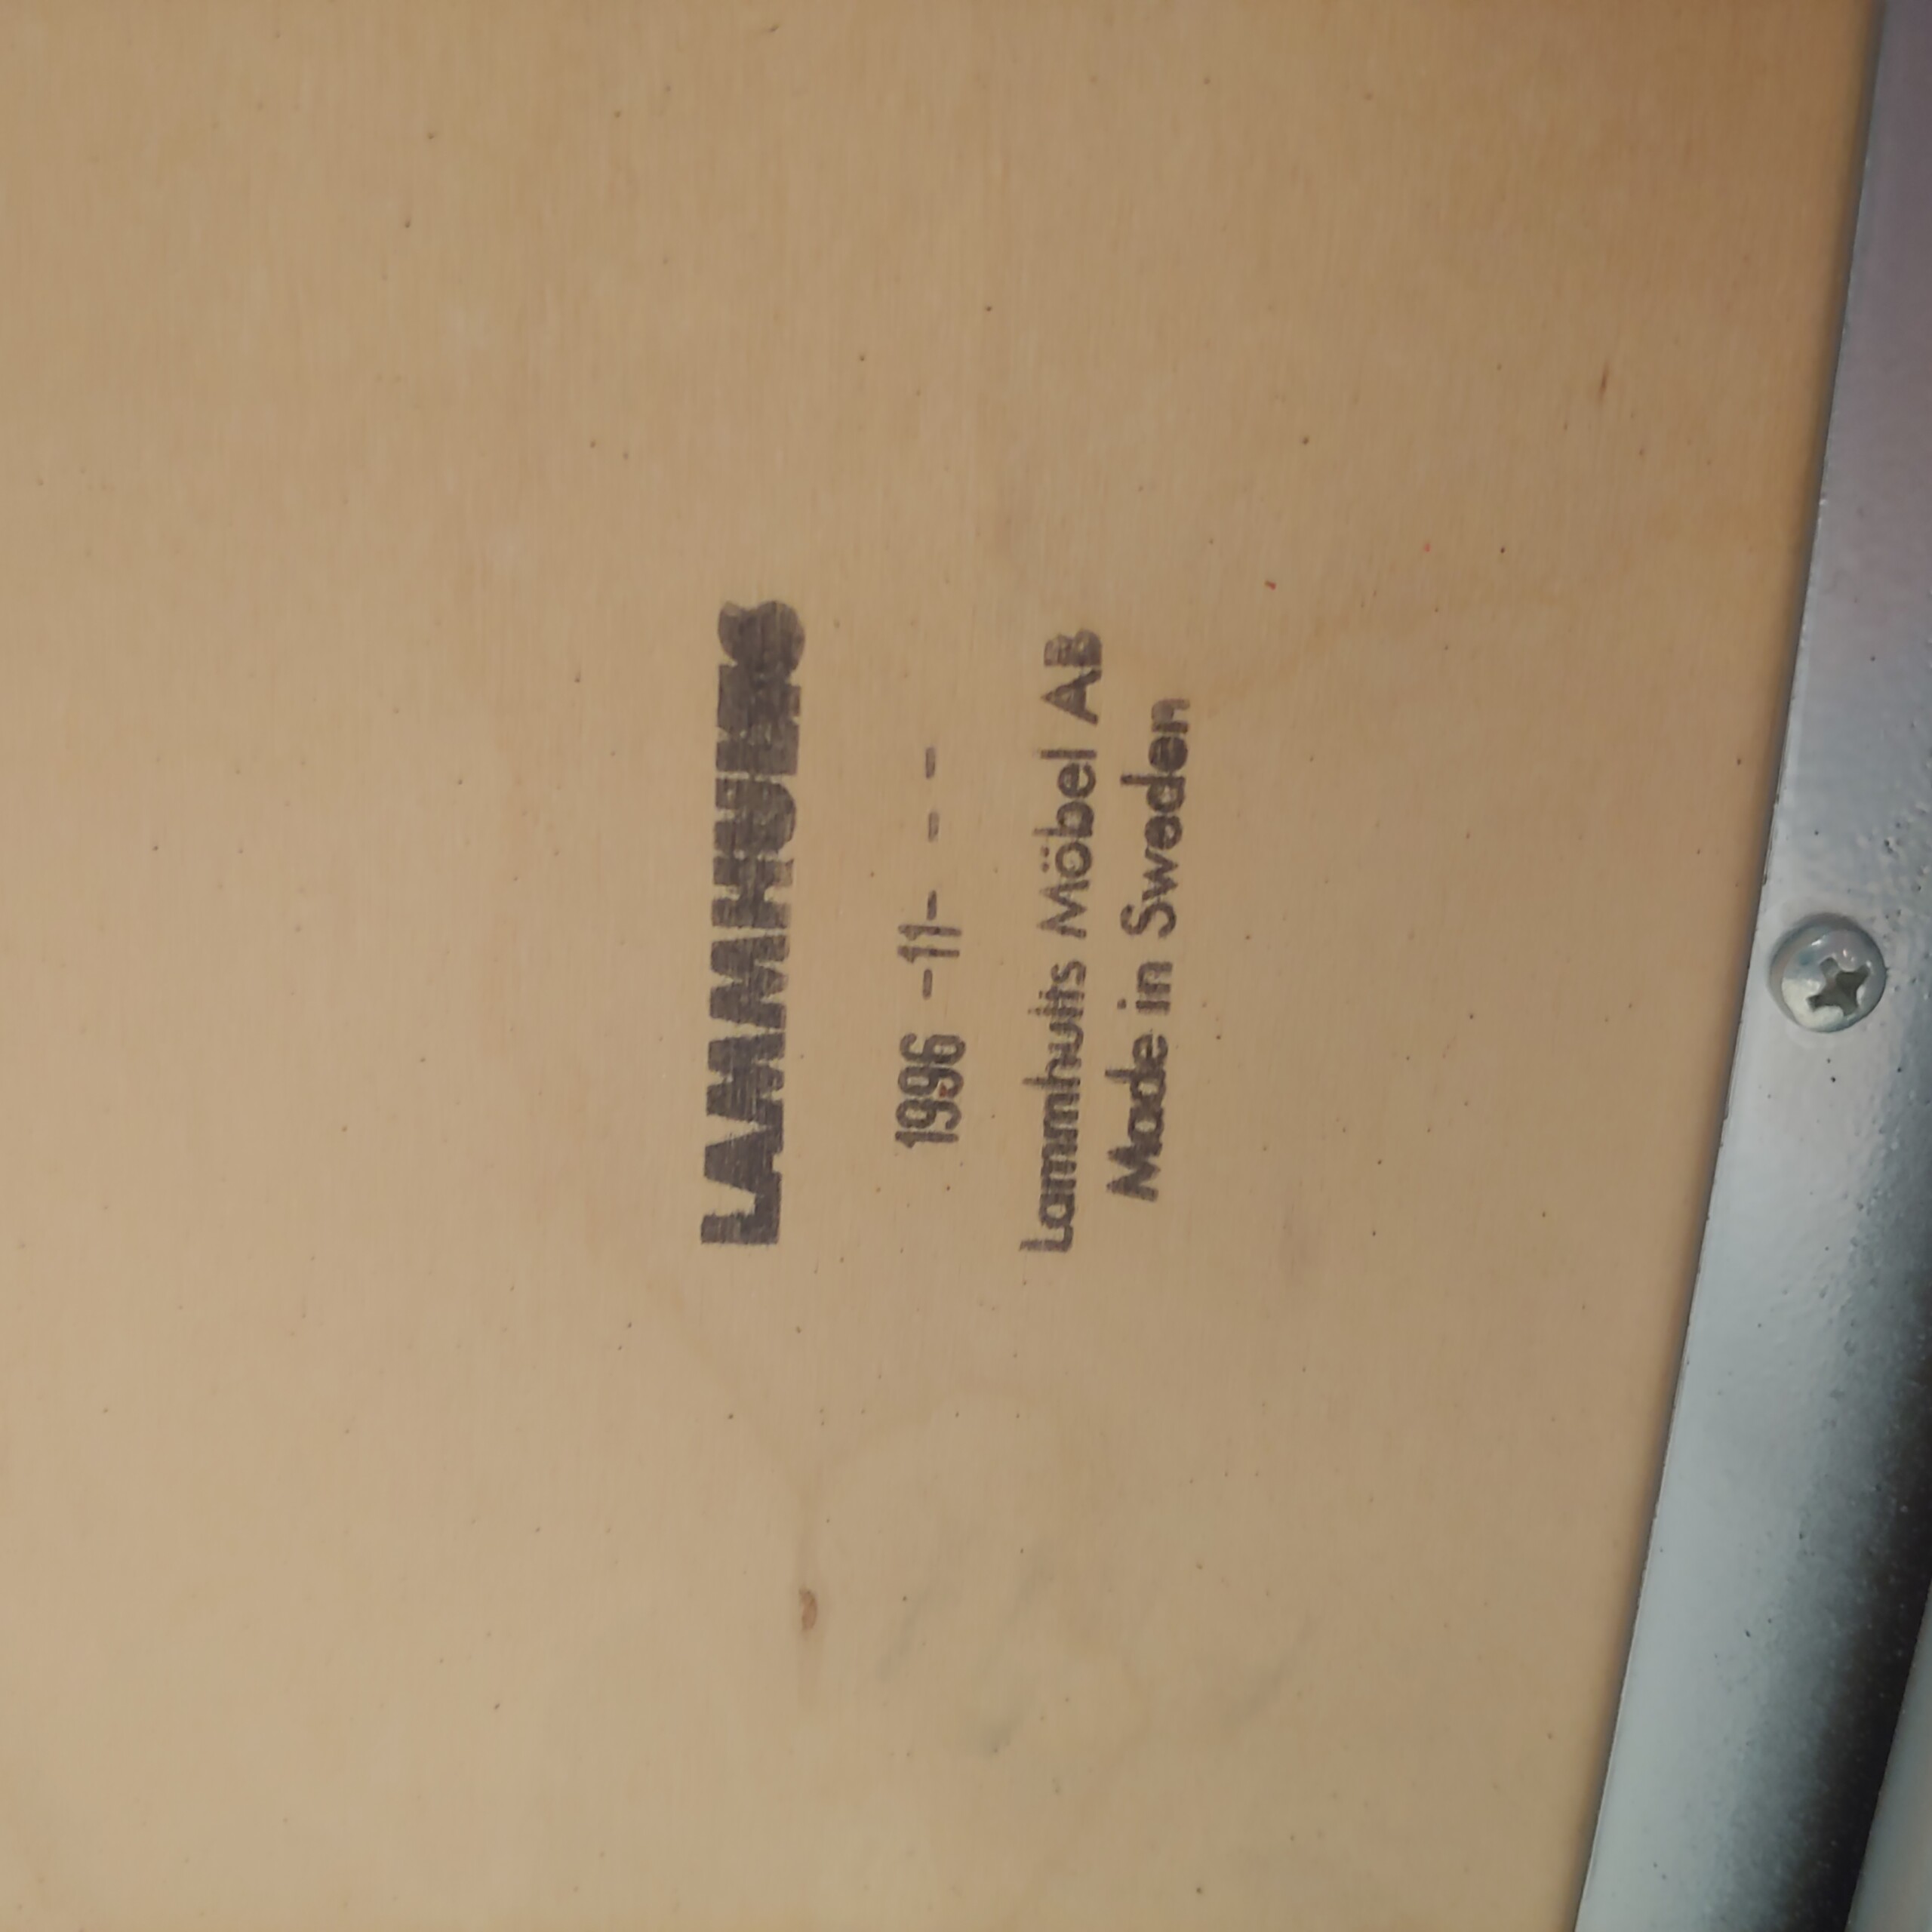 LAMMHULTS
1996 -11- - -
Lammhults Möbel AB
Made in Sweden